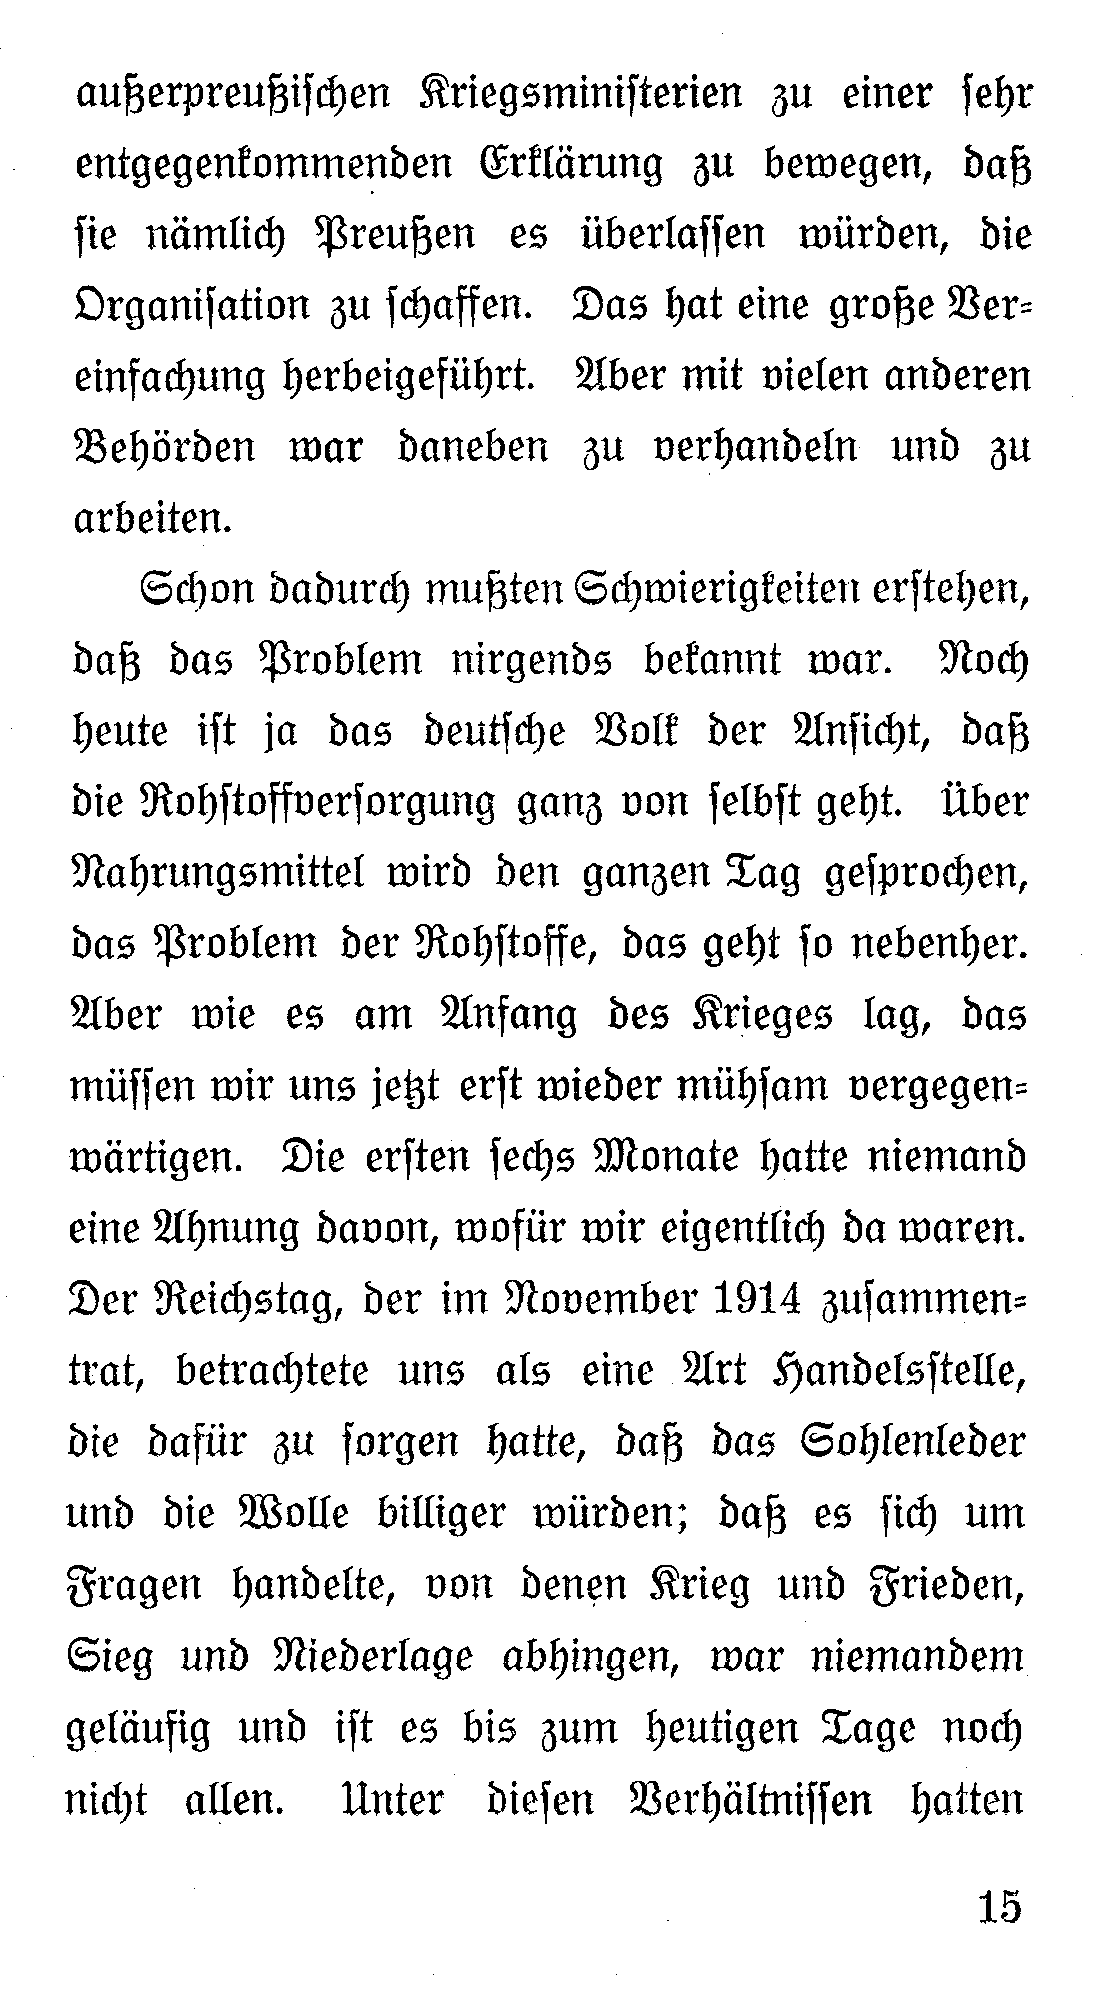 außerpreußischen Kriegsministerien zu einer sehr
entgegenkommenden Erklärung zu bewegen, daß
sie nämlich Preußen es überlassen würden, die
Organisation zu schaffen. Das hat eine große Ver-
einfachung herbeigeführt. Aber mit vielen anderen
Behörden war daneben zu verhandeln und zu
arbeiten.
Schon dadurch mußten Schwierigkeiten erstehen,
daß das Problem nirgends bekannt war. Noch
heute ist ja das deutsche Volk der Ansicht, daß
die Rohstoffversorgung ganz von selbst geht. Über
Nahrungsmittel wird den ganzen Tag gesprochen,
das Problem der Rohstoffe, das geht so nebenher.
Aber wie es am Anfang des Krieges lag, das
müssen wir uns jetzt erst wieder mühsam vergegen-
wärtigen. Die ersten sechs Monate hatte niemand
eine Ahnung davon, wofür wir eigentlich da waren.
Der Reichstag, der im November 1914 zusammen-
trat, betrachtete uns als eine Art Handelsstelle,
die dafür zu sorgen hatte, daß das Sohlenleder
und die Wolle billiger würden; daß es sich um
Fragen handelte, von denen Krieg und Frieden,
Sieg und Niederlage abhingen, war niemandem
geläufig und ist es bis zum heutigen Tage noch
nicht allen. Unter diesen Verhältnissen hatten
15